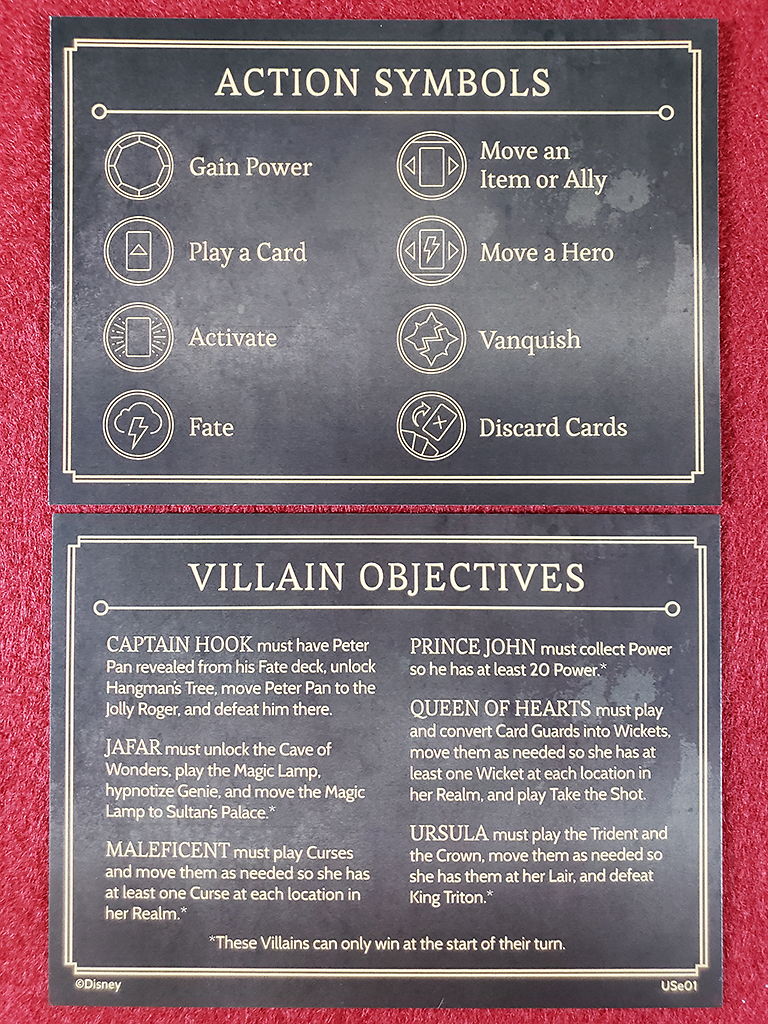 ACTION SYMBOLS
Gain Power
Play a Card
Activate
Fate
Move an
Item or Ally
Move a Hero
Vanquish
Discard Cards
VILLAIN OBJECTIVES
CAPTAIN HOOK must have Peter
Pan revealed from his Fate deck, unlock
Hangman's Tree, move Peter Pan to the
Jolly Roger, and defeat him there.
JAFAR must unlock the Cave of
Wonders, play the Magic Lamp,
hypnotize Genie, and move the Magic
Lamp to Sultan's Palace.*
MALEFICENT must play Curses
and move them as needed so she has
at least one Curse at each location in
her Realm.*
PRINCE JOHN must collect Power
so he has at least 20 Power.*
QUEEN OF HEARTS must play
and convert Card Guards into Wickets,
move them as needed so she has at
least one Wicket at each location in
her Realm, and play Take the Shot.
URSULA must play the Trident and
the Crown, move them as needed so
she has them at her Lair, and defeat
King Triton.*
*These Villains can only win at the start of their turn.
©Disney
USe01